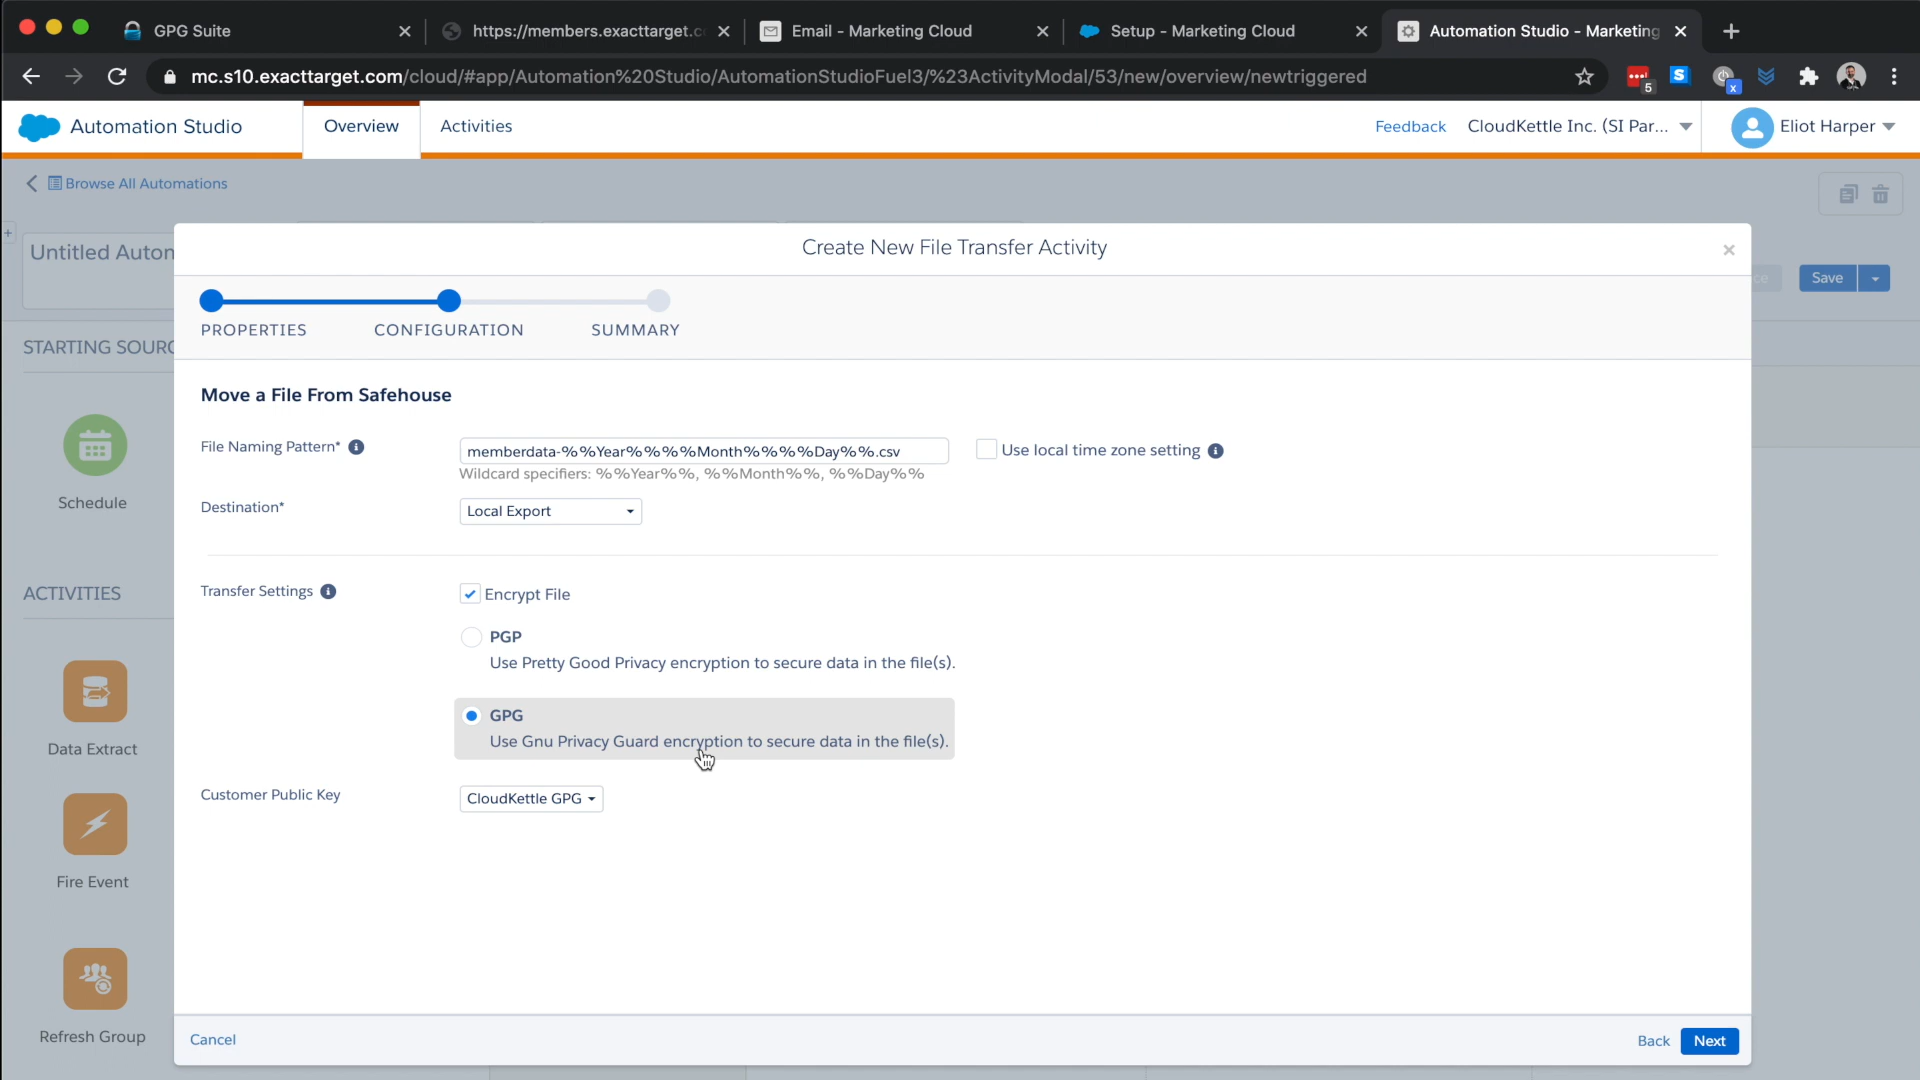 GPG Suite
https://members.exacttarget.c
Email - Marketing Cloud
Setup - Marketing Cloud
Automation Studio - Marketing
mc.s10.exacttarget.com/cloud/#app/Automation%20Studio/AutomationStudioFuel3/%23ActivityModal/53/new/overview/newtriggered
5
S
x
Automation Studio
Overview
Activities
Feedback
CloudKettle Inc. (SI Par...
Eliot Harper
Browse All Automations
Untitled Autom
Create New File Transfer Activity
Save
PROPERTIES
CONFIGURATION
SUMMARY
STARTING SOURC
Move a File From Safehouse
File Naming Pattern*
memberdata-%%Year%%%%Month%%%%Day%%.csv
Use local time zone setting
Wildcard specifiers: %%Year%%, %%Month%%, %%Day%%
Schedule
Destination*
Local Export
ACTIVITIES
Transfer Settings
Encrypt File
PGP
Use Pretty Good Privacy encryption to secure data in the file(s).
GPG
Use Gnu Privacy Guard encryption to secure data in the file(s).
Data Extract
Customer Public Key
CloudKettle GPG
Fire Event
Refresh Group
Cancel
Back
Next